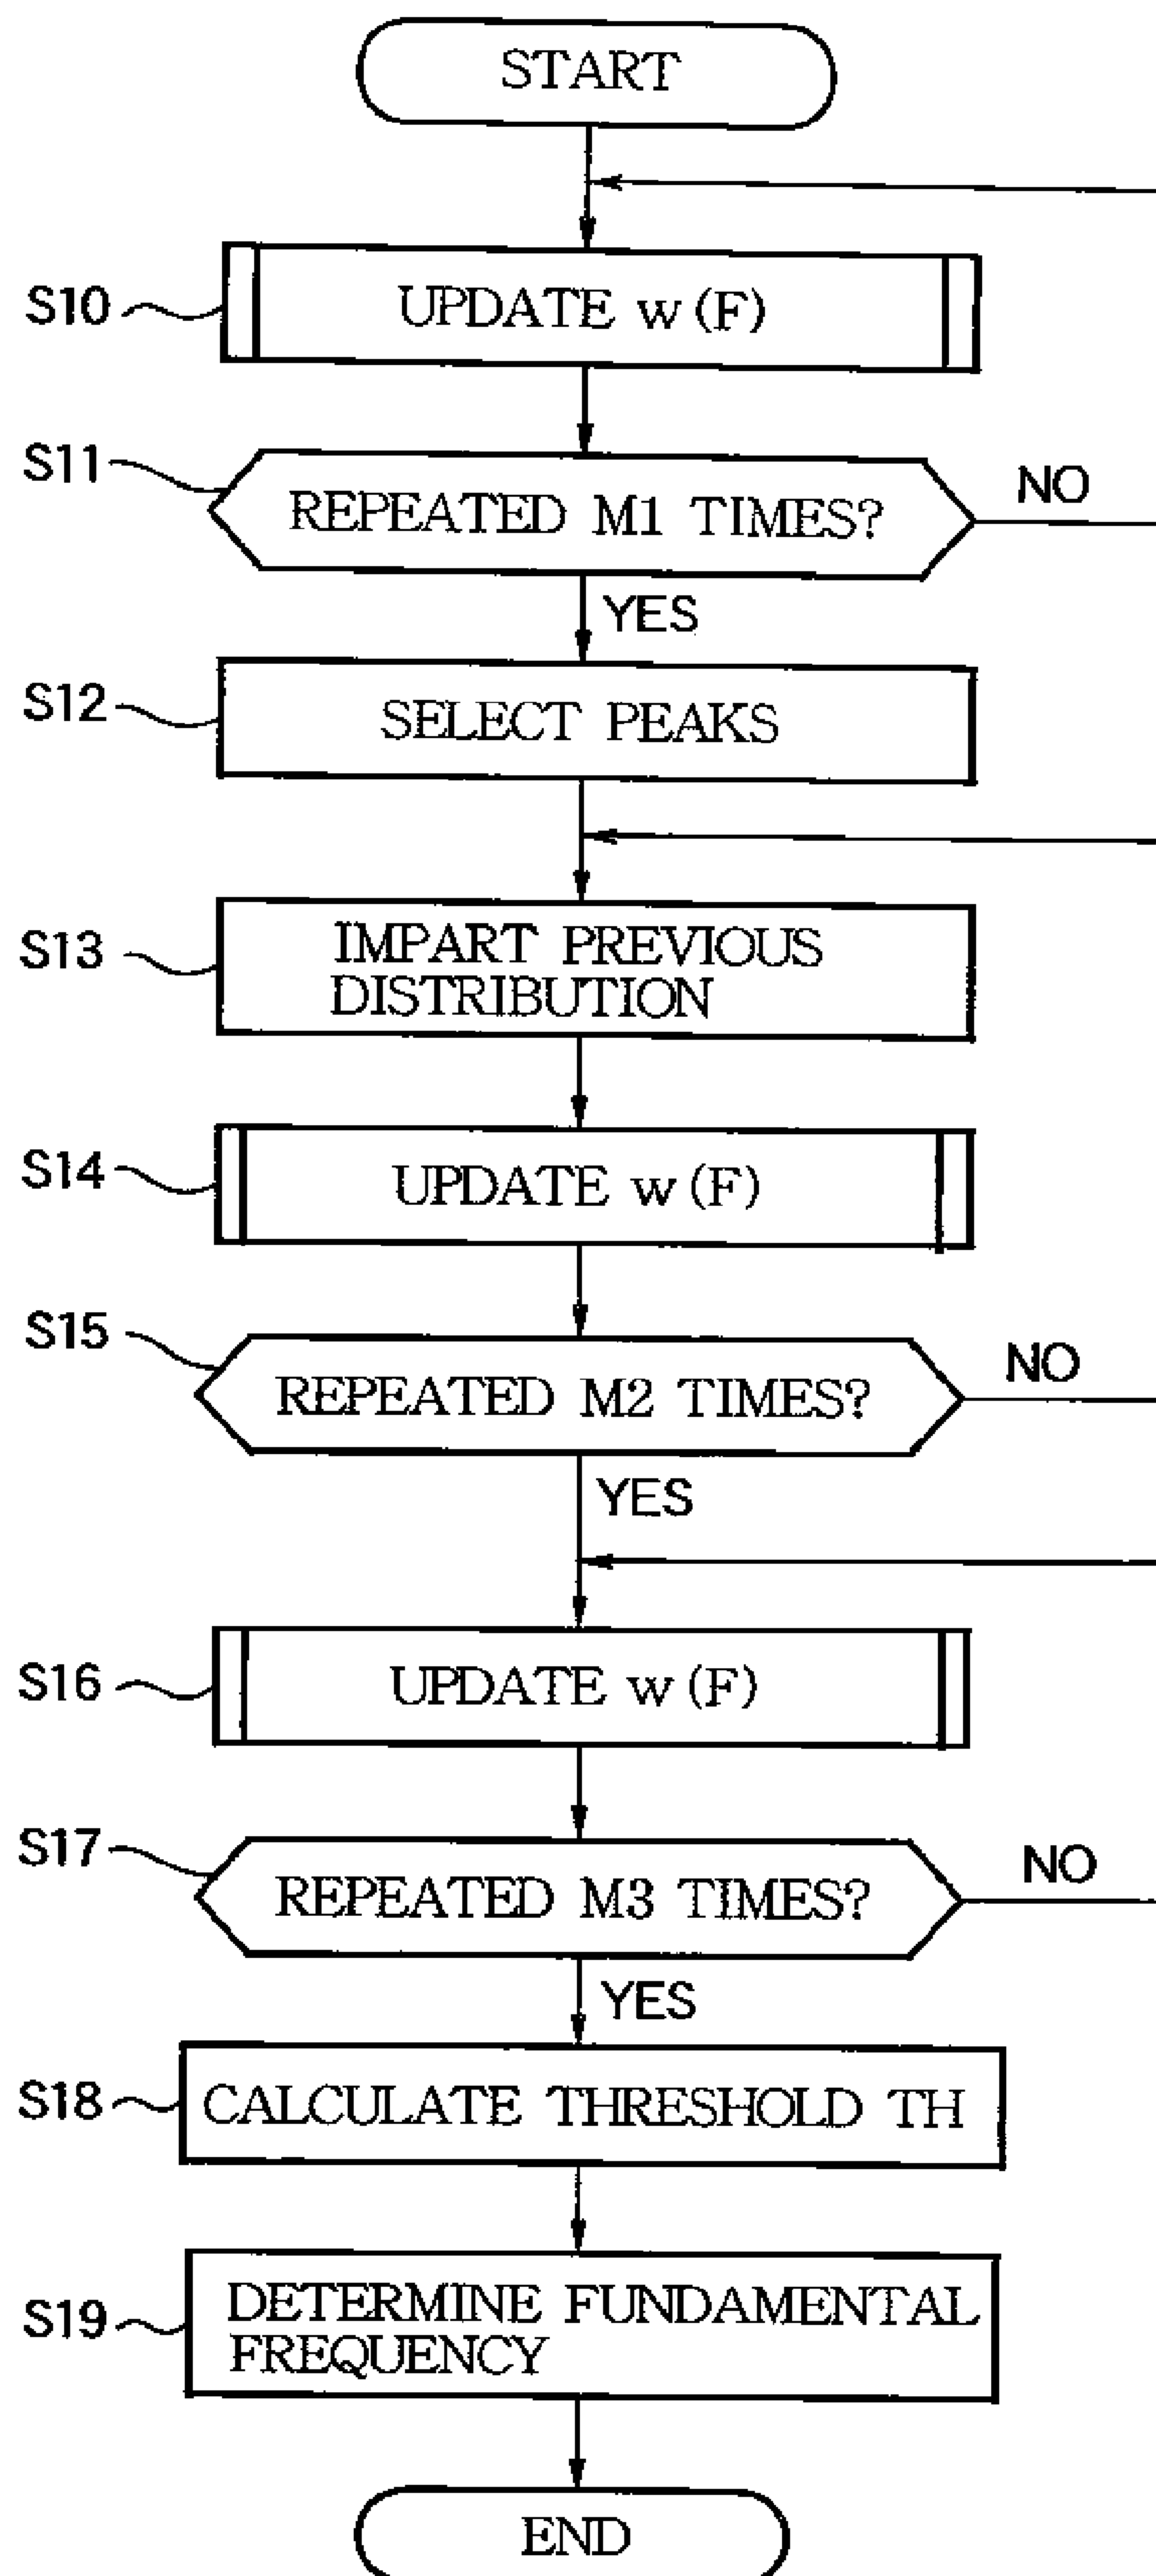 START
S10
UPDATE w(F)
S11
REPEATED M1 TIMES?
NO
YES
S12
SELECT PEAKS
S13
IMPART PREVIOUS
DISTRIBUTION
S14
UPDATE w(F)
S15
REPEATED M2 TIMES?
NO
YES
S16
UPDATE w(F)
S17
REPEATED M3 TIMES?
NO
YES
S18
CALCULATE THRESHOLD TH
S19
DETERMINE FUNDAMENTAL
FREQUENCY
END